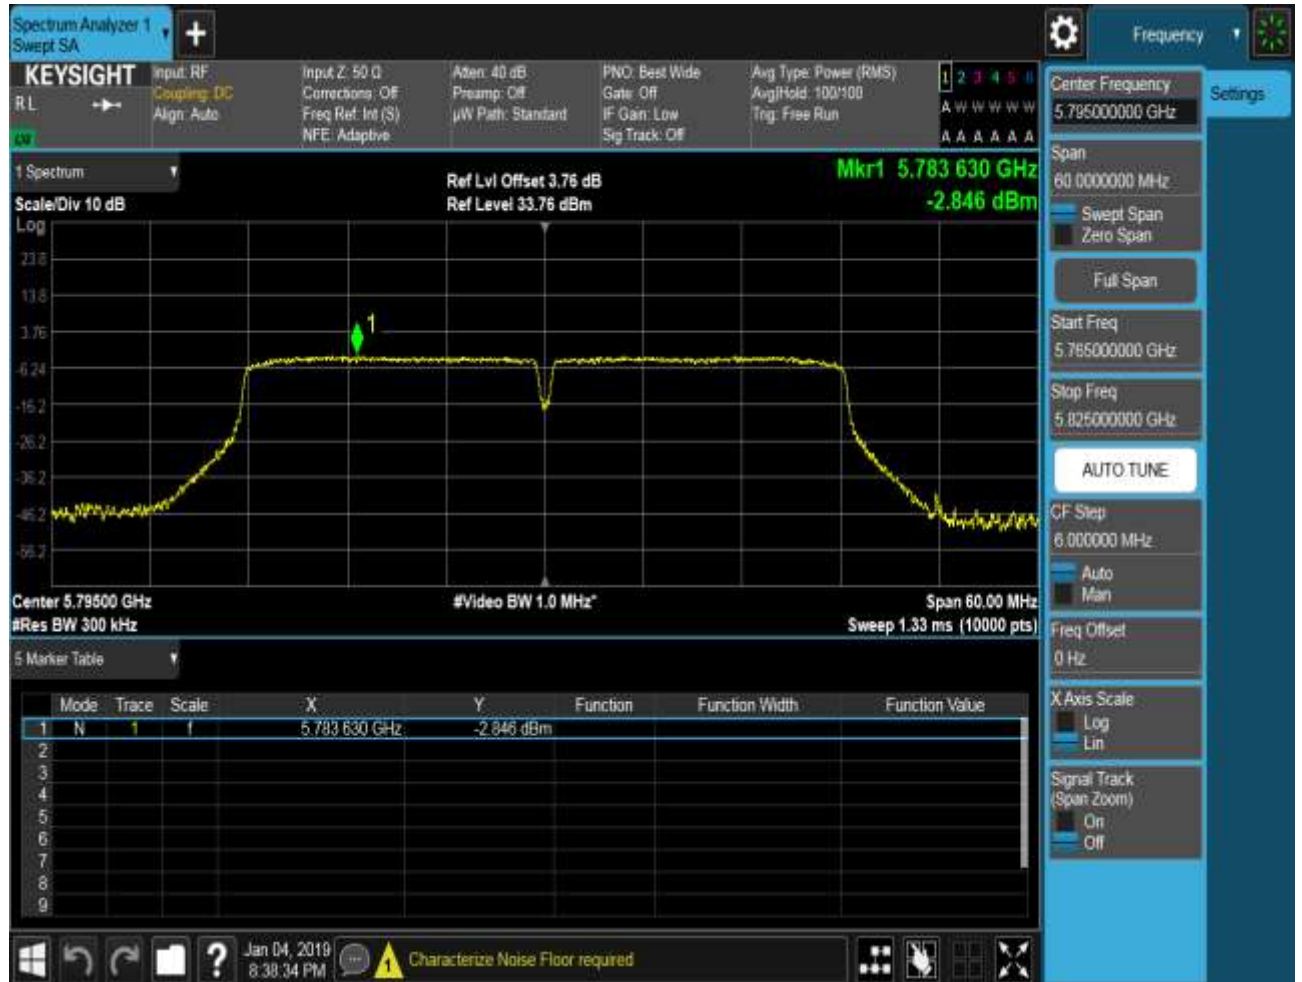 Spectrum Analyzer 1
Swept SA
+
Frequency
KEYSIGHT
RL
Input: RF
Coupling: DC
Align: Auto
Input Z: 50 Ω
Corrections: Off
Freq Ref: Int (S)
NFE: Adaptive
Atten: 40 dB
Preamp: Off
µW Path: Standard
PNO: Best Wide
Gate: Off
IF Gain: Low
Sig Track: Off
Avg Type: Power (RMS)
Avg|Hold: 100/100
Trig: Free Run
1 2 3 4 5 6
A W W W W W
A A A A A A
1 Spectrum
Scale/Div 10 dB
Log
Ref Lvl Offset 3.76 dB
Ref Level 33.76 dBm
Mkr1 5.783 630 GHz
-2.846 dBm
23.8
13.8
3.76
-6.24
-16.2
-26.2
-36.2
-46.2
-56.2
1
Center 5.79500 GHz
#Res BW 300 kHz
#Video BW 1.0 MHz*
Span 60.00 MHz
Sweep 1.33 ms (10000 pts)
5 Marker Table
Mode Trace Scale X Y Function Function Width Function Value
1 N 1 f 5.783 630 GHz -2.846 dBm
2
3
4
5
6
7
8
9
Jan 04, 2019
8:38:34 PM
?
1
Characterize Noise Floor required
Center Frequency
5.795000000 GHz
Settings
Span
60.0000000 MHz
Swept Span
Zero Span
Full Span
Start Freq
5.765000000 GHz
Stop Freq
5.825000000 GHz
AUTO TUNE
CF Step
6.000000 MHz
Auto
Man
Freq Offset
0 Hz
X Axis Scale
Log
Lin
Signal Track
(Span Zoom)
On
Off